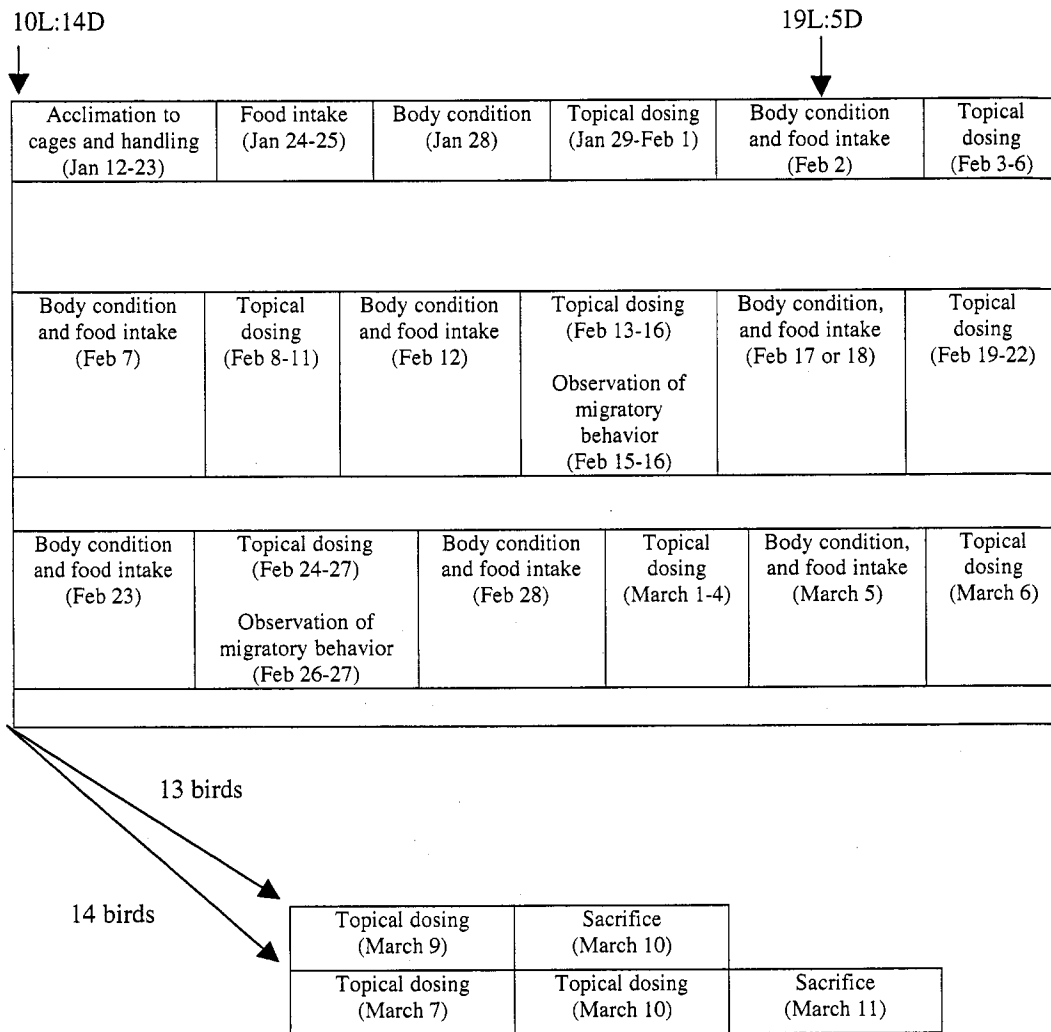 10L:14D
19L:5D
Acclimation to
cages and handling
(Jan 12-23)
Food intake
(Jan 24-25)
Body condition
(Jan 28)
Topical dosing
(Jan 29-Feb 1)
Body condition
and food intake
(Feb 2)
Topical
dosing
(Feb 3-6)
Body condition
and food intake
(Feb 7)
Topical
dosing
(Feb 8-11)
Body condition
and food intake
(Feb 12)
Topical dosing
(Feb 13-16)
Observation of
migratory
behavior
(Feb 15-16)
Body condition,
and food intake
(Feb 17 or 18)
Topical
dosing
(Feb 19-22)
Body condition
and food intake
(Feb 23)
Topical dosing
(Feb 24-27)
Observation of
migratory behavior
(Feb 26-27)
Body condition
and food intake
(Feb 28)
Topical
dosing
(March 1-4)
Body condition,
and food intake
(March 5)
Topical
dosing
(March 6)
13 birds
14 birds
Topical dosing
(March 9)
Sacrifice
(March 10)
Topical dosing
(March 7)
Topical dosing
(March 10)
Sacrifice
(March 11)